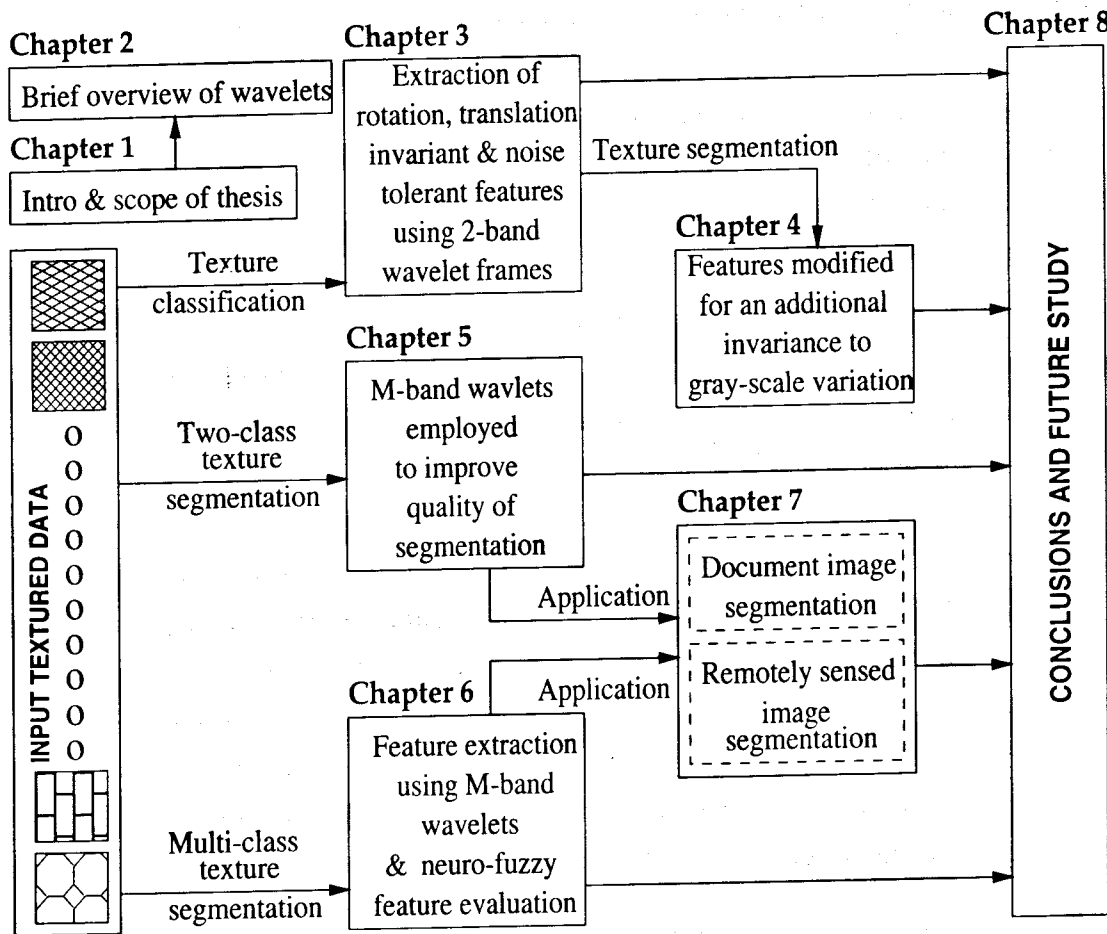 Chapter 2
Brief overview of wavelets
Chapter 1
Intro & scope of thesis
INPUT TEXTURED DATA
O
O
O
O
O
O
O
O
O
O
Texture
classification
Two-class
texture
segmentation
Multi-class
texture
segmentation
Chapter 3
Extraction of
rotation, translation
invariant & noise
tolerant features
using 2-band
wavelet frames
Texture segmentation
Chapter 4
Features modified
for an additional
invariance to
gray-scale variation
Chapter 5
M-band wavlets
employed
to improve
quality of
segmentation
Application
Application
Chapter 6
Feature extraction
using M-band
wavelets
& neuro-fuzzy
feature evaluation
Chapter 7
Document image
segmentation
Remotely sensed
image
segmentation
Chapter 8
CONCLUSIONS AND FUTURE STUDY